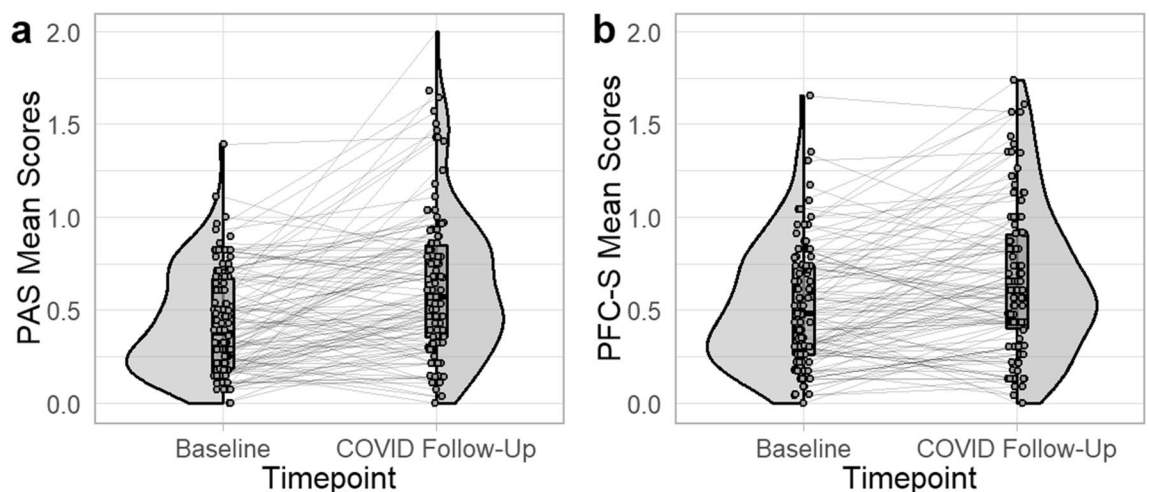 a
PAS Mean Scores
2.0
1.5
1.0
0.5
0.0
Baseline
COVID Follow-Up
Timepoint
b
PFC-S Mean Scores
2.0
1.5
1.0
0.5
0.0
Baseline
COVID Follow-Up
Timepoint